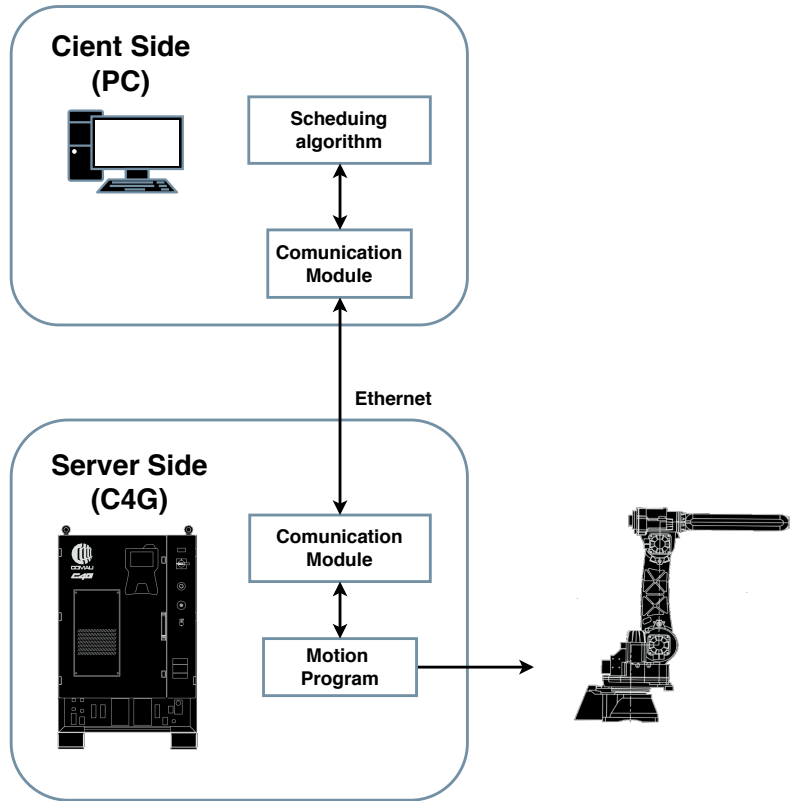 Cient Side
(PC)
Scheduing
algorithm
Comunication
Module
Ethernet
Server Side
(C4G)
COMAU
C4G
Comunication
Module
Motion
Program